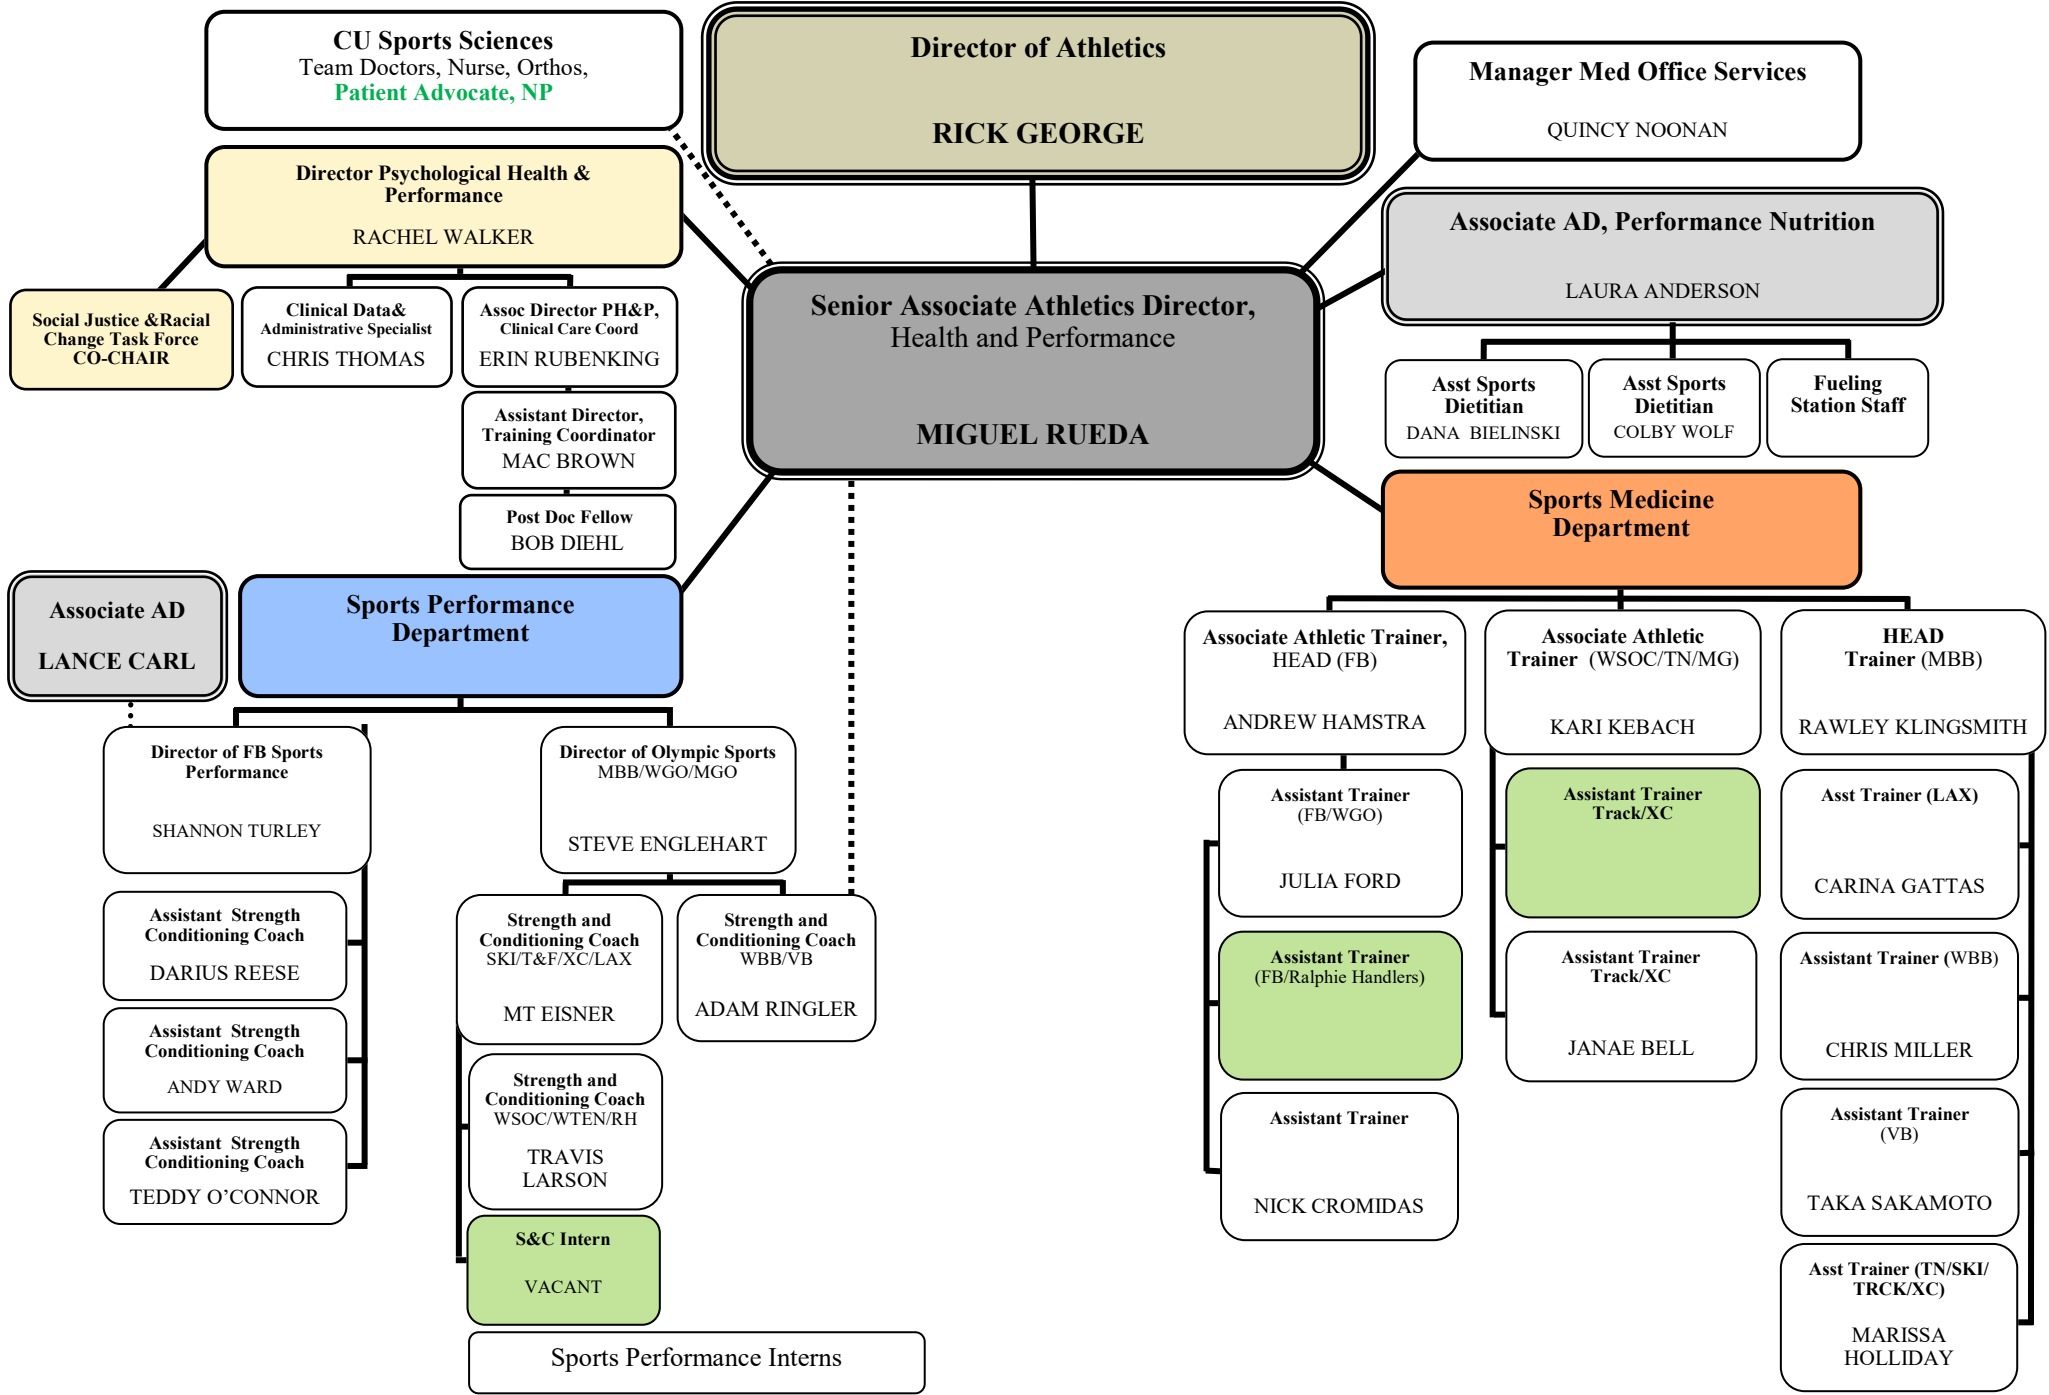 CU Sports Sciences
Team Doctors, Nurse, Orthos,
Patient Advocate, NP
Director of Athletics
RICK GEORGE
Manager Med Office Services
QUINCY NOONAN
Director Psychological Health &
Performance
RACHEL WALKER
Associate AD, Performance Nutrition
LAURA ANDERSON
Social Justice &Racial
Change Task Force
CO-CHAIR
Clinical Data&
Administrative Specialist
CHRIS THOMAS
Assoc Director PH&P,
Clinical Care Coord
ERIN RUBENKING
Senior Associate Athletics Director,
Health and Performance
MIGUEL RUEDA
Asst Sports
Dietitian
DANA BIELINSKI
Asst Sports
Dietitian
COLBY WOLF
Fueling
Station Staff
Assistant Director,
Training Coordinator
MAC BROWN
Post Doc Fellow
BOB DIEHL
Sports Medicine
Department
Associate AD
LANCE CARL
Sports Performance
Department
Associate Athletic Trainer,
HEAD (FB)
ANDREW HAMSTRA
Associate Athletic
Trainer (WSOC/TN/MG)
KARI KEBACH
HEAD
Trainer (MBB)
RAWLEY KLINGSMITH
Director of FB Sports
Performance
SHANNON TURLEY
Director of Olympic Sports
MBB/WGO/MGO
STEVE ENGLEHART
Assistant Trainer
(FB/WGO)
JULIA FORD
Assistant Trainer
Track/XC
Asst Trainer (LAX)
CARINA GATTAS
Assistant Strength
Conditioning Coach
DARIUS REESE
Strength and
Conditioning Coach
SKI/T&F/XC/LAX
MT EISNER
Strength and
Conditioning Coach
WBB/VB
ADAM RINGLER
Assistant Trainer
(FB/Ralphie Handlers)
Assistant Trainer
Track/XC
JANAE BELL
Assistant Trainer (WBB)
CHRIS MILLER
Assistant Strength
Conditioning Coach
ANDY WARD
Strength and
Conditioning Coach
WSOC/WTEN/RH
TRAVIS
LARSON
Assistant Trainer
NICK CROMIDAS
Assistant Trainer
(VB)
TAKA SAKAMOTO
Assistant Strength
Conditioning Coach
TEDDY O’CONNOR
S&C Intern
VACANT
Asst Trainer (TN/SKI/
TRCK/XC)
MARISSA
HOLLIDAY
Sports Performance Interns